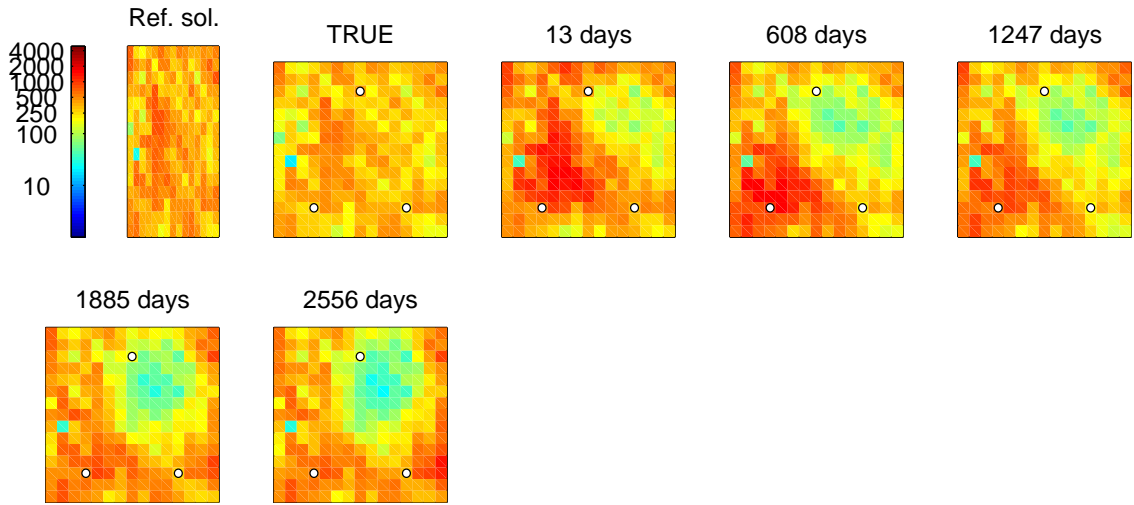 Ref. sol.
TRUE
13 days
608 days
1247 days
4000
2000
1000
500
250
100
10
1885 days
2556 days